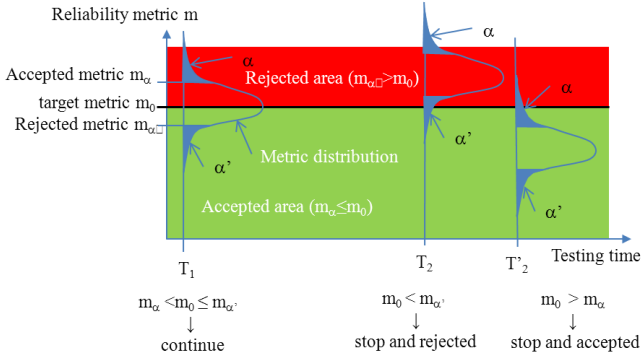 Reliability metric m
α
α
α
Accepted metric mα
Rejected area (mα□>m0)
target metric m0
Rejected metric mα□
α’
Metric distribution
α’
α’
Accepted area (mα≤m0)
Testing time
T1
T2
T’2
mα <m0 ≤ mα’
m0 < mα’
m0 > mα
↓
↓
↓
continue
stop and rejected
stop and accepted